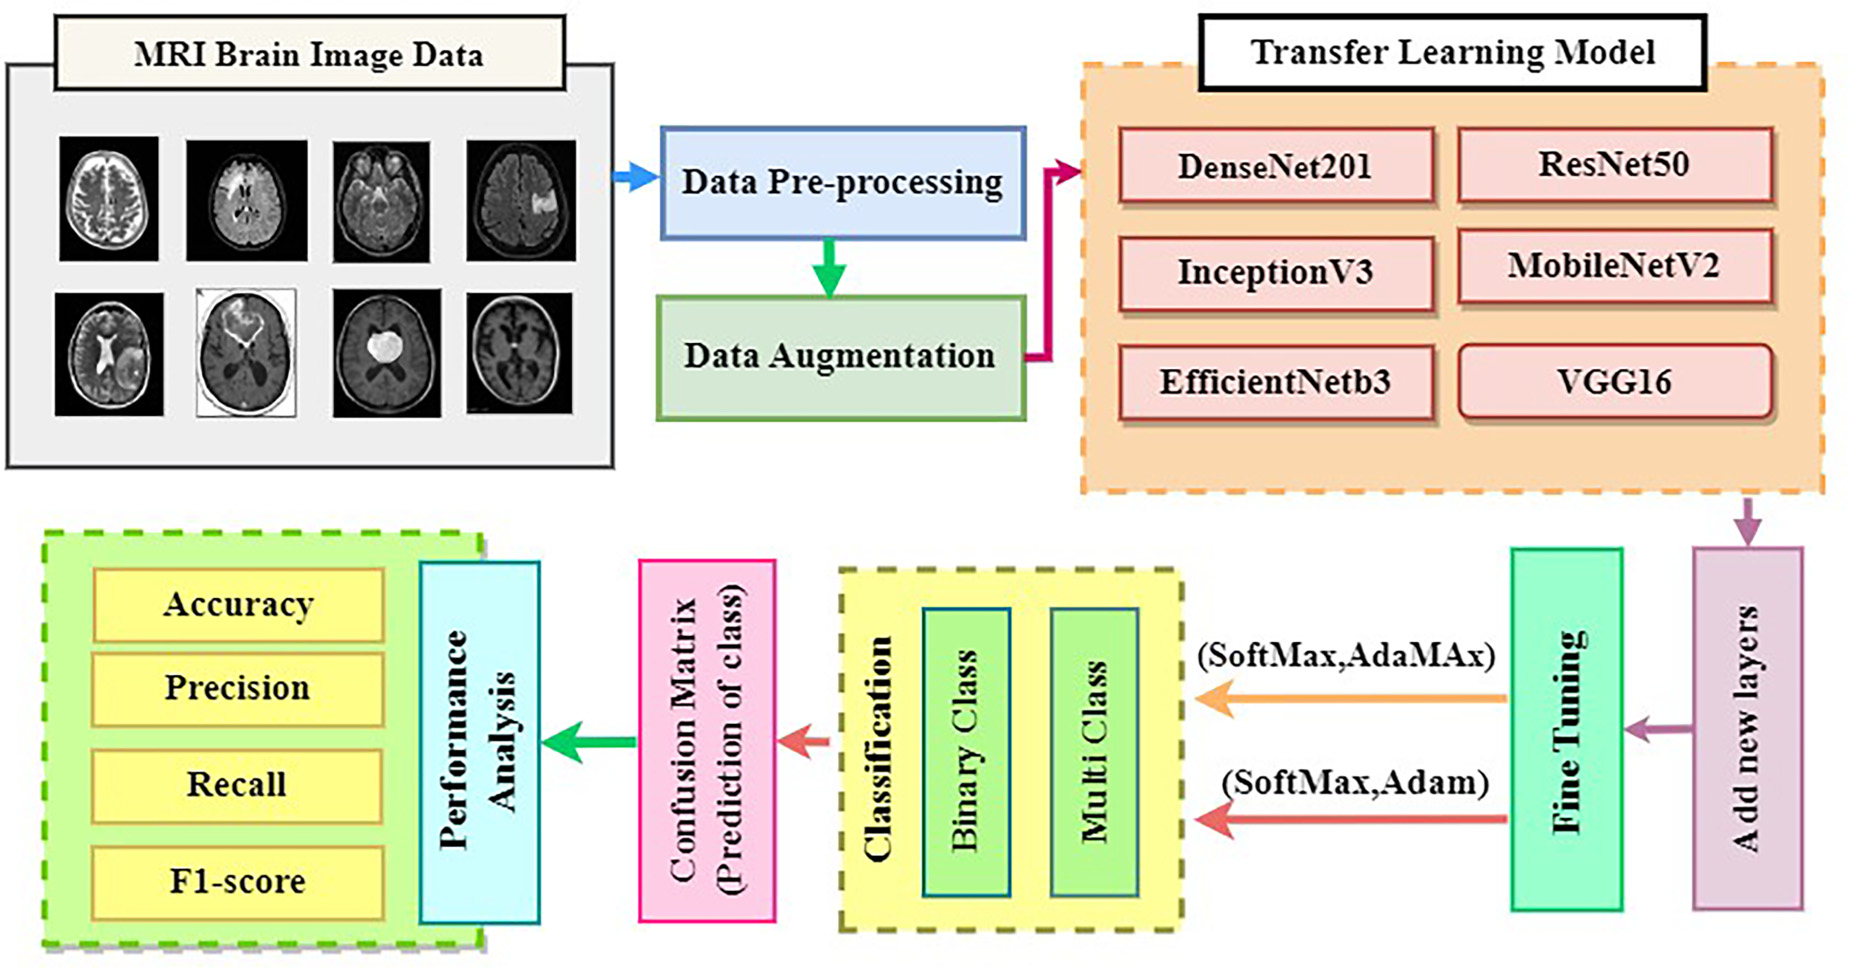 MRI Brain Image Data
Data Pre-processing
Data Augmentation
Transfer Learning Model
DenseNet201
ResNet50
InceptionV3
MobileNetV2
EfficientNetb3
VGG16
Add new layers
Fine Tuning
(SoftMax,AdaMAx)
(SoftMax,Adam)
Classification
Binary Class
Multi Class
Confusion Matrix
(Prediction of class)
Performance
Analysis
Accuracy
Precision
Recall
F1-score